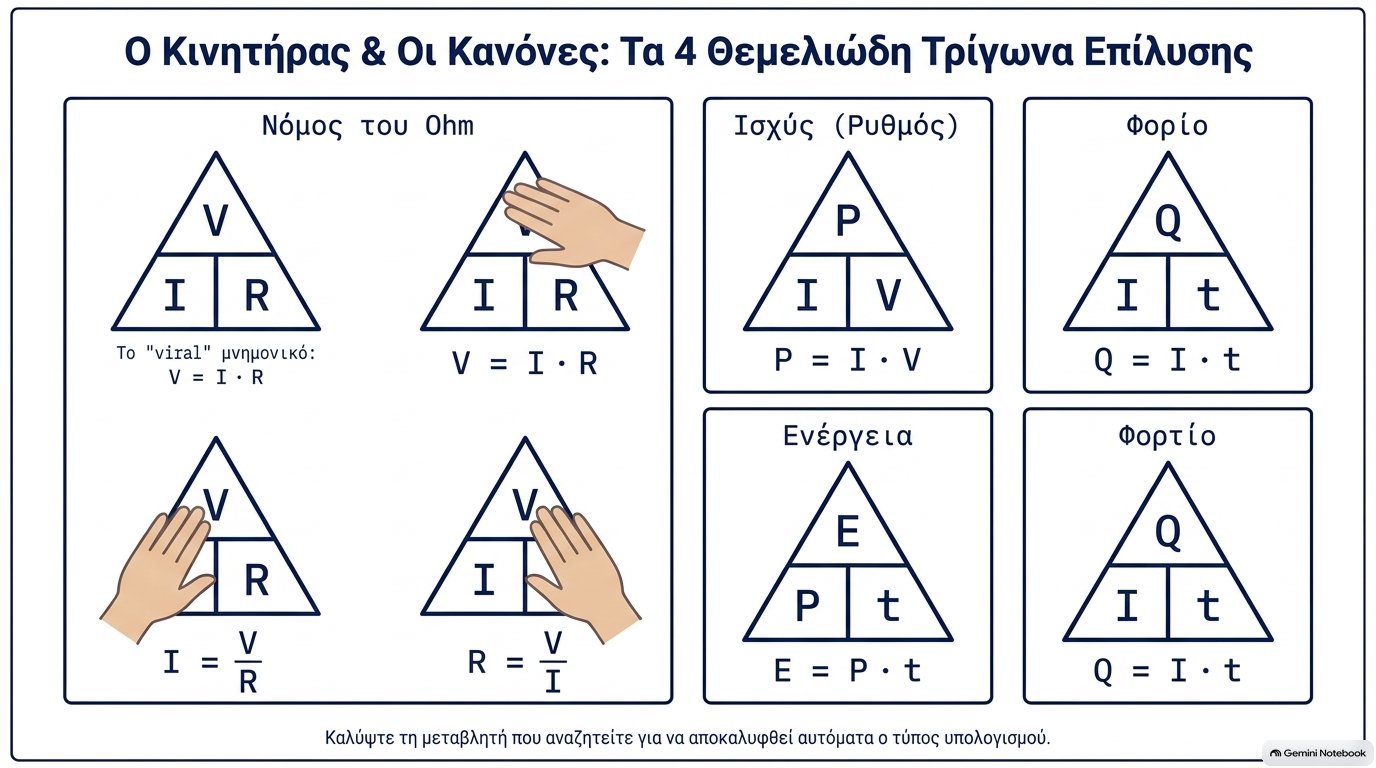 Ο Κινητήρας & Οι Κανόνες: Τα 4 Θεμελιώδη Τρίγωνα Επίλυσης
Νόμος του Ohm
V
I R
Το "viral" μνημονικό:
V = I · R
I R
V = I · R
V
R
I = V/R
V
I
R = V/I
Ισχύς (Ρυθμός)
P
I V
P = I · V
Φορίο
Q
I t
Q = I · t
Ενέργεια
E
P t
E = P · t
Φορτίο
Q
I t
Q = I · t
Καλύψτε τη μεταβλητή που αναζητείτε για να αποκαλυφθεί αυτόματα ο τύπος υπολογισμού.
Gemini Notebook